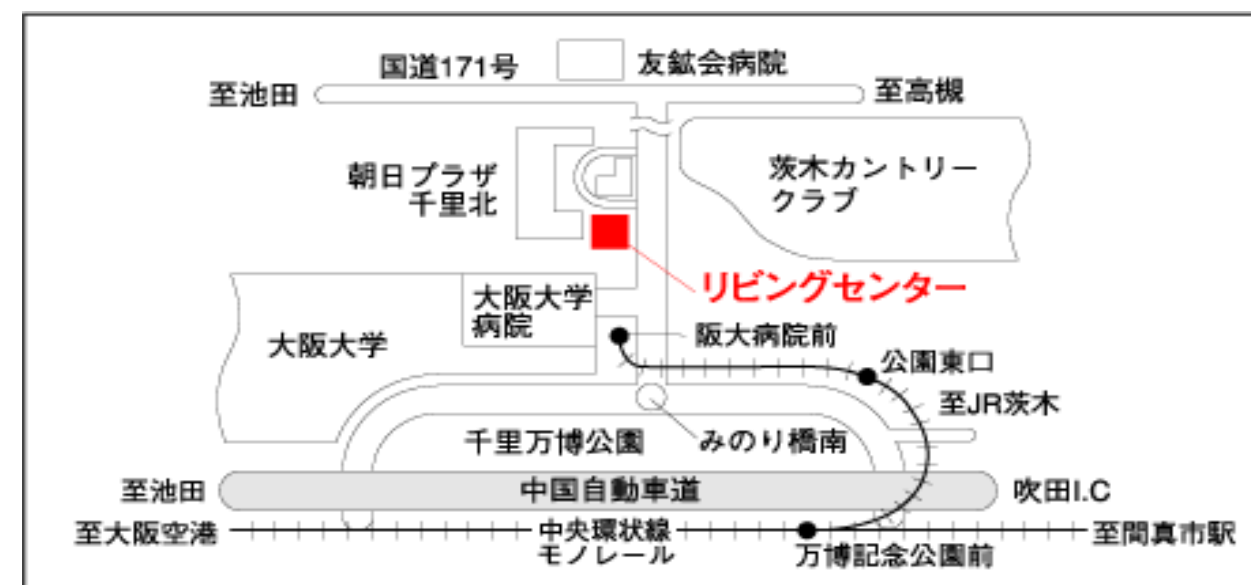 国道171号
友鉱会病院
至池田
至高槻
朝日プラザ
千里北
茨木カントリー
クラブ
リビングセンター
大阪大学
病院
大阪大学
阪大病院前
公園東口
至JR茨木
千里万博公園
みのり橋南
至池田
中国自動車道
吹田I.C
至大阪空港
中央環状線
モノレール
万博記念公園前
至間真市駅